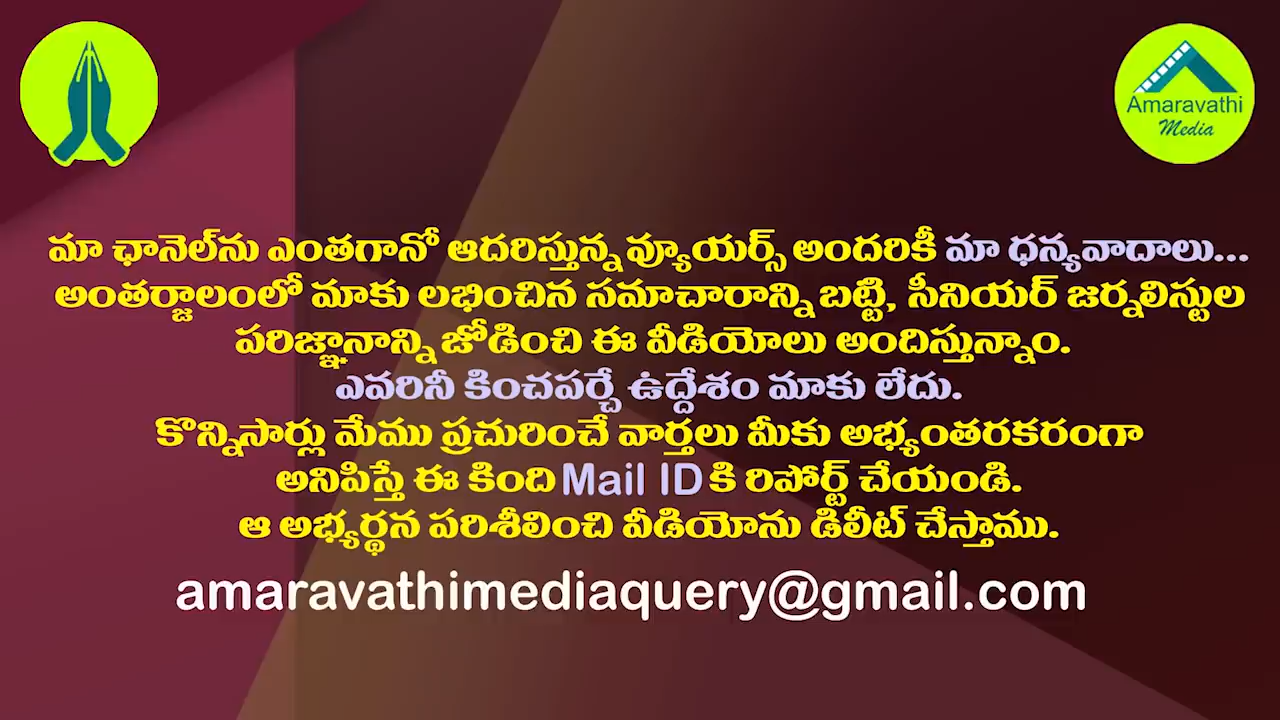 Amaravathi
Media
మా ఛానెల్‌ను ఎంతగానో ఆదరిస్తున్న వ్యూయర్స్ అందరికీ మా ధన్యవాదాలు...
అంతర్జాలంలో మాకు లభించిన సమాచారాన్ని బట్టి, సీనియర్ జర్నలిస్టుల
పరిజ్ఞానాన్ని జోడించి ఈ వీడియోలు అందిస్తున్నాం.
ఎవరినీ కించపర్చే ఉద్దేశం మాకు లేదు.
కొన్నిసార్లు మేము ప్రచురించే వార్తలు మీకు అభ్యంతరకరంగా
అనిపిస్తే ఈ కింది Mail ID కి రిపోర్ట్ చేయండి.
ఆ అభ్యర్థన పరిశీలించి వీడియోను డిలీట్ చేస్తాము.
amaravathimediaquery@gmail.com